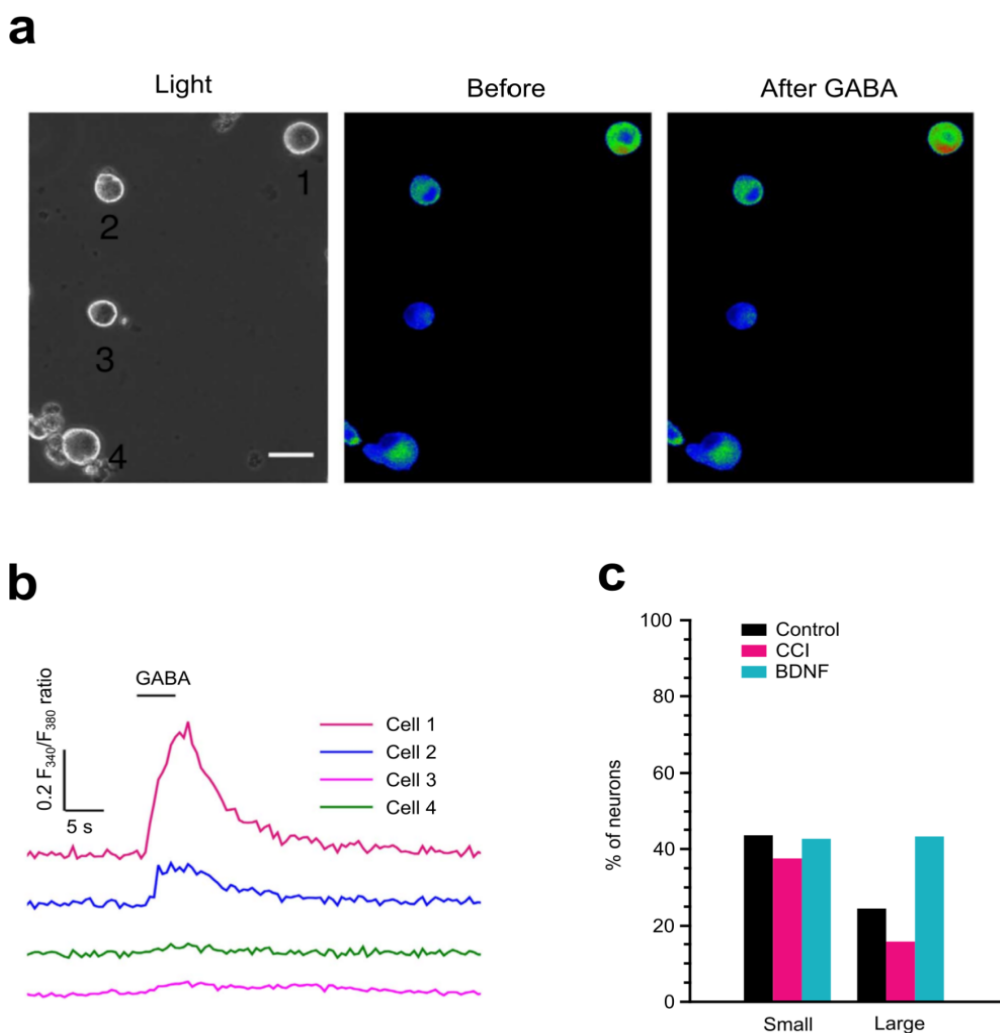 a
Light
Before
After GABA
1
2
3
4
b
GABA
0.2 F340/F380 ratio
5 s
Cell 1
Cell 2
Cell 3
Cell 4
c
% of neurons
100
80
60
40
20
0
Control
CCI
BDNF
Small
Large